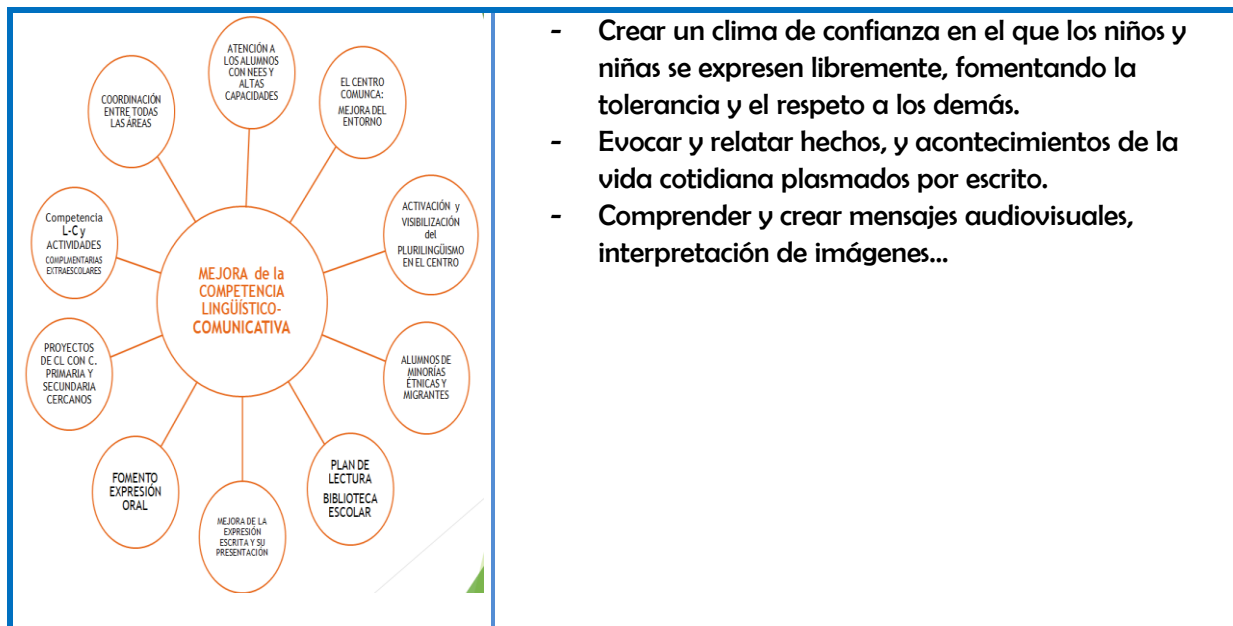 ATENCIÓN A
LOS ALUMNOS
CON NEES Y
ALTAS
CAPACIDADES
EL CENTRO
COMUNCA:
MEJORA DEL
ENTORNO
COORDINACIÓN
ENTRE TODAS
LAS ÁREAS
ACTIVACIÓN y
VISIBILIZACIÓN
del
PLURILINGÜISMO
EN EL CENTRO
Competencia
L-C y
ACTIVIDADES
COMPLMENTARIAS
EXTRAESCOLARES
MEJORA de la
COMPETENCIA
LINGÜÍSTICO-
COMUNICATIVA
PROYECTOS
DE CL CON C.
PRIMARIA Y
SECUNDARIA
CERCANOS
ALUMNOS DE
MINORÍAS
ÉTNICAS Y
MIGRANTES
FOMENTO
EXPRESIÓN
ORAL
PLAN DE
LECTURA
BIBLIOTECA
ESCOLAR
MEJORA DE LA
EXPRESIÓN
ESCRITA Y SU
PRESENTACIÓN
- Crear un clima de confianza en el que los niños y
niñas se expresen libremente, fomentando la
tolerancia y el respeto a los demás.
- Evocar y relatar hechos, y acontecimientos de la
vida cotidiana plasmados por escrito.
- Comprender y crear mensajes audiovisuales,
interpretación de imágenes...